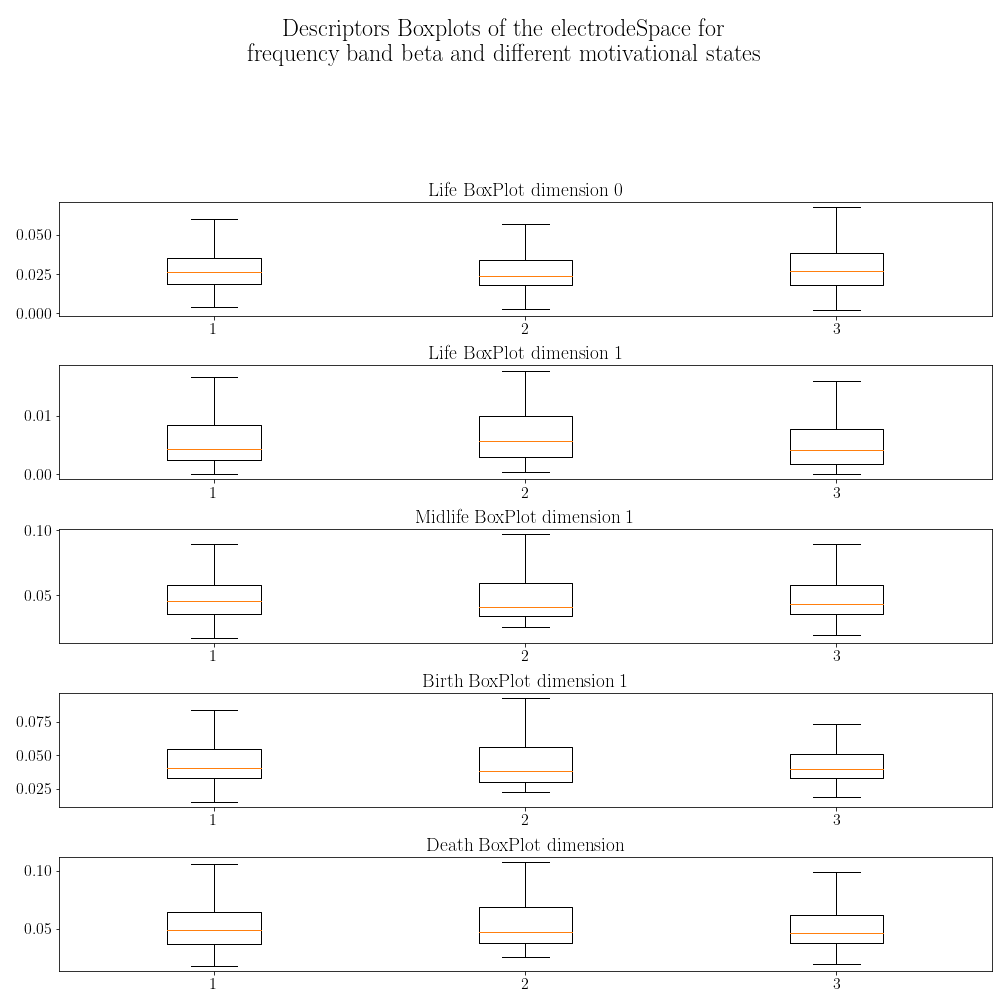 Descriptors Boxplots of the electrodeSpace for
frequency band beta and different motivational states
Life BoxPlot dimension 0
0.050
0.025
0.000
1 2 3
Life BoxPlot dimension 1
0.01
0.00
1 2 3
Midlife BoxPlot dimension 1
0.10
0.05
1 2 3
Birth BoxPlot dimension 1
0.075
0.050
0.025
1 2 3
Death BoxPlot dimension
0.10
0.05
1 2 3